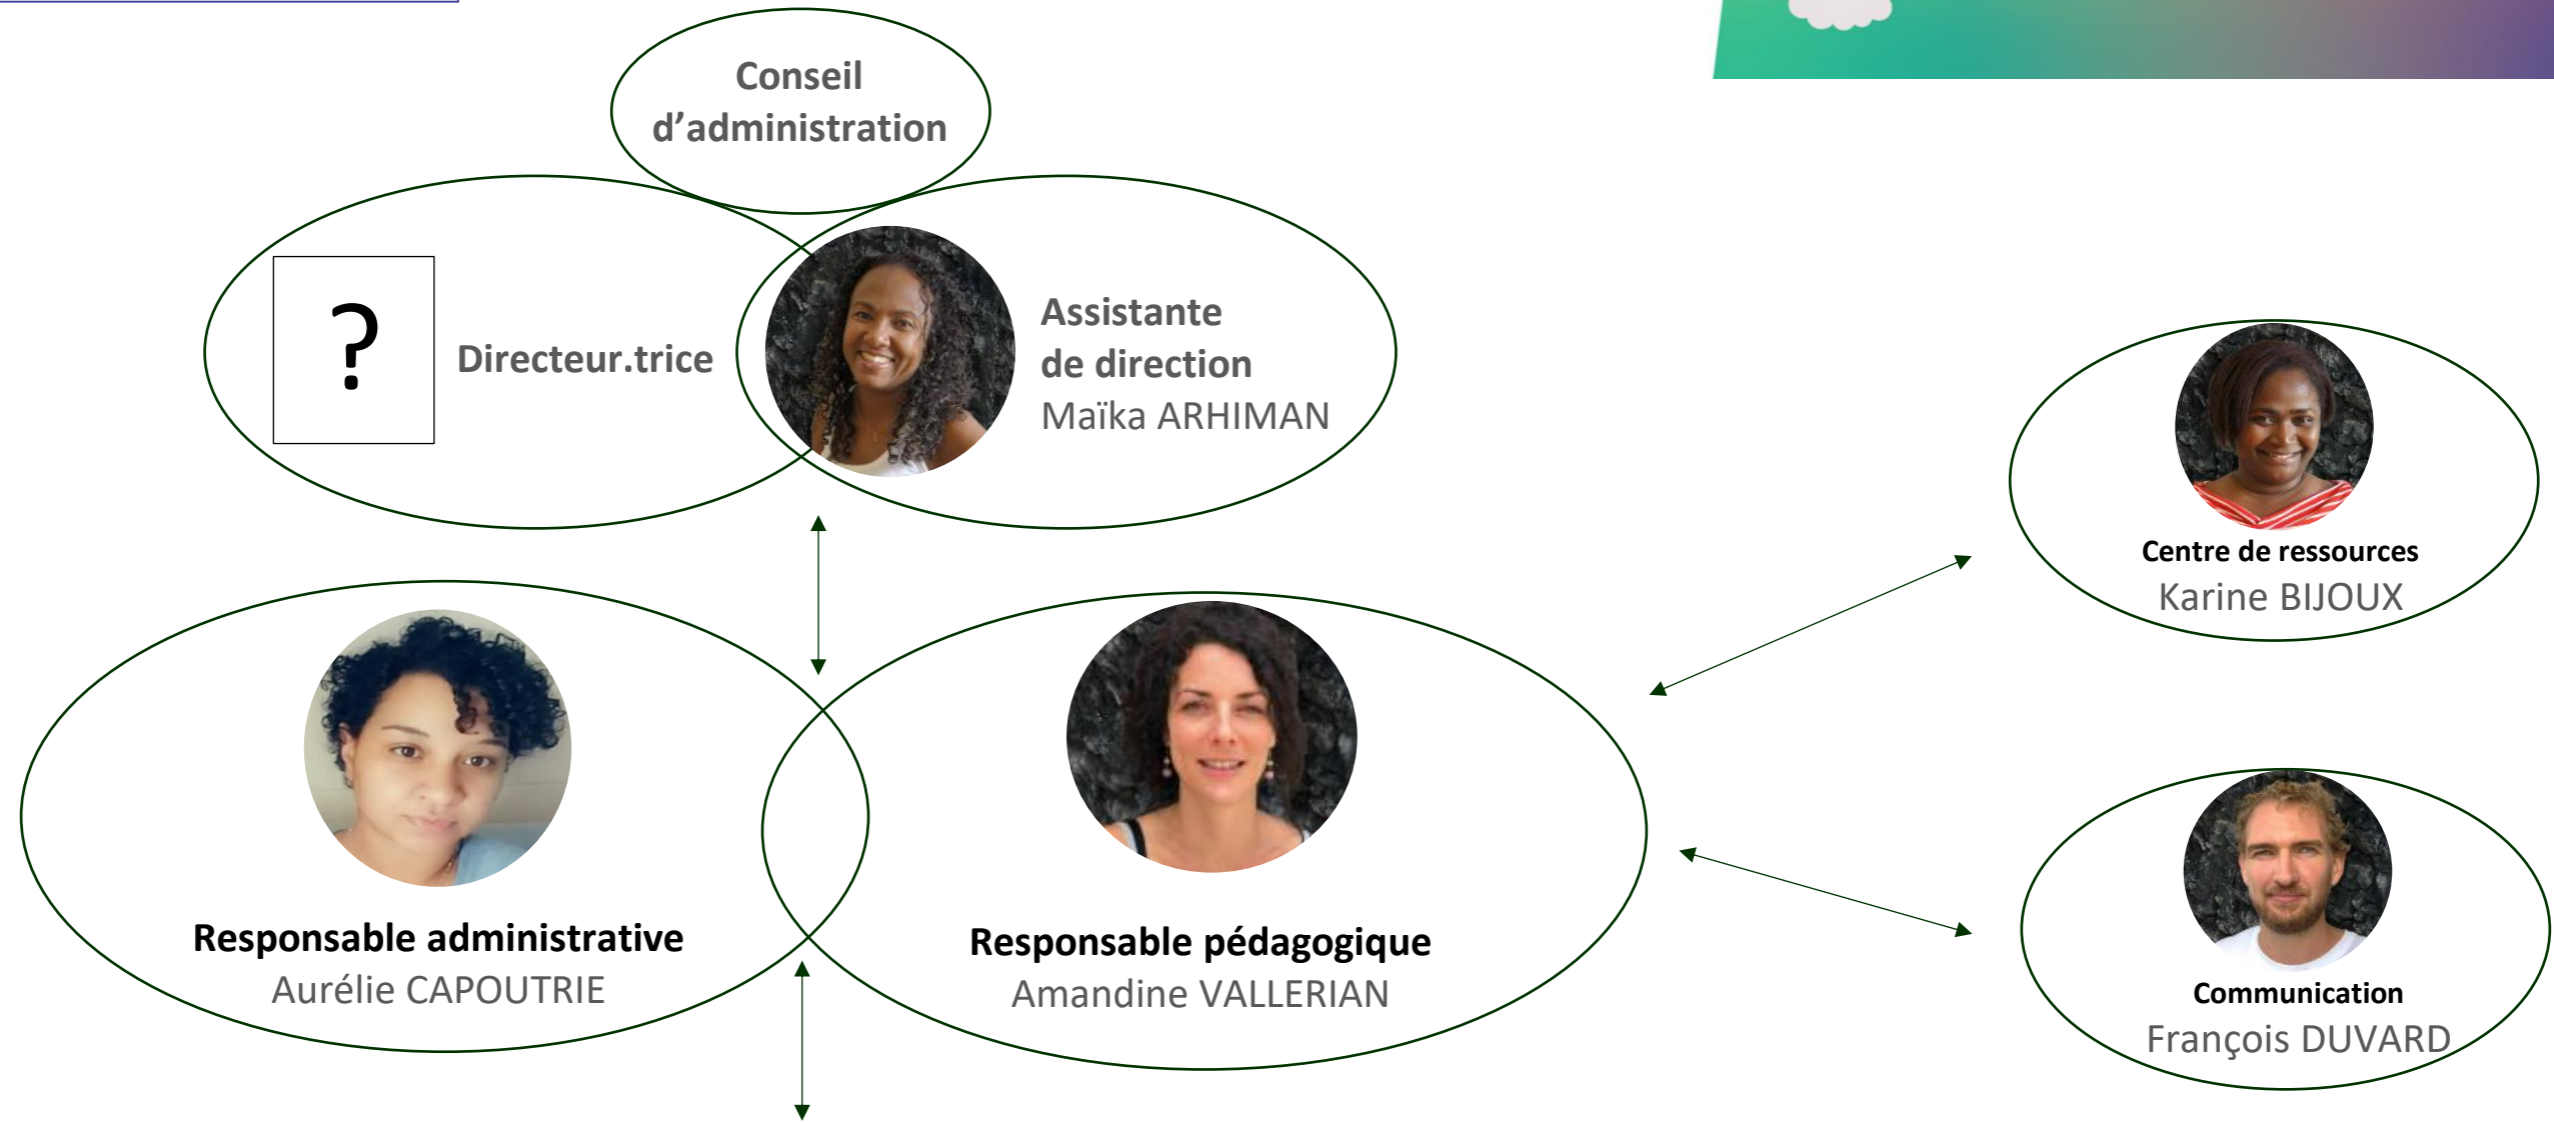 Conseil
d’administration
?
Directeur.trice
Assistante
de direction
Maïka ARHIMAN
Centre de ressources
Karine BIJOUX
Responsable administrative
Aurélie CAPOUTRIE
Responsable pédagogique
Amandine VALLERIAN
Communication
François DUVARD